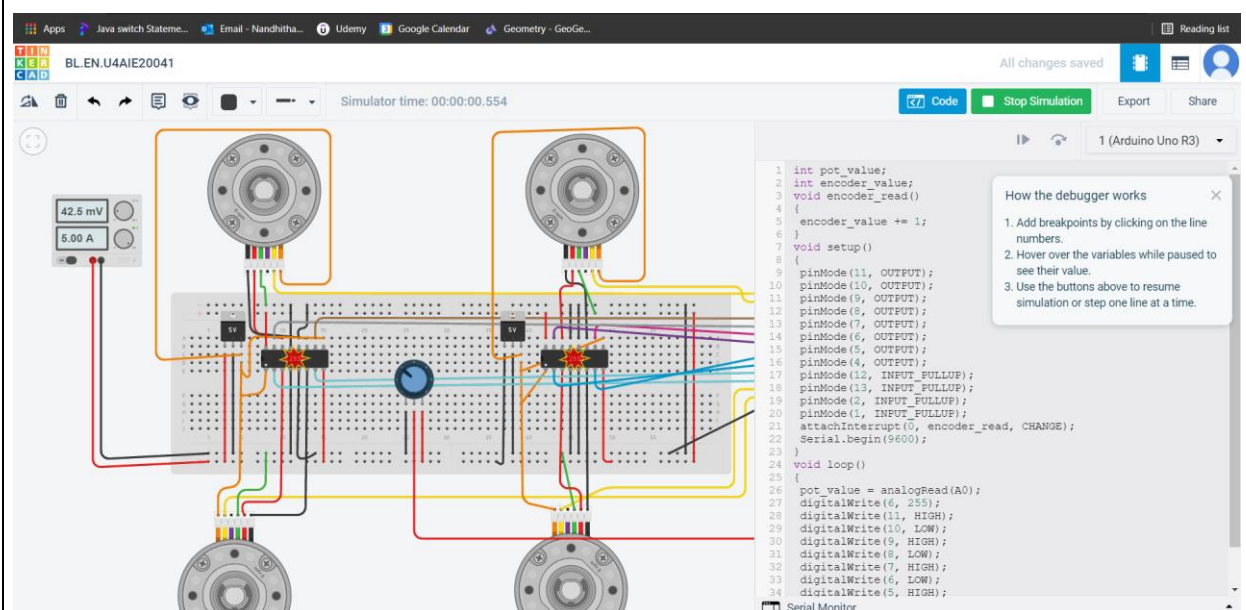 Apps Java switch Stateme... Email - Nandhitha... Udemy Google Calendar Geometry - GeoGe... Reading list
TIN
KER
CAD
BL.EN.U4AIE20041 All changes saved
Simulator time: 00:00:00.554 Code Stop Simulation Export Share
1 (Arduino Uno R3)
42.5 mV
5.00 A
5V
5V
1 int pot_value;
2 int encoder_value;
3 void encoder_read()
4 {
5 encoder_value += 1;
6 }
7 void setup()
8 {
9 pinMode(11, OUTPUT);
10 pinMode(10, OUTPUT);
11 pinMode(9, OUTPUT);
12 pinMode(8, OUTPUT);
13 pinMode(7, OUTPUT);
14 pinMode(6, OUTPUT);
15 pinMode(5, OUTPUT);
16 pinMode(4, OUTPUT);
17 pinMode(12, INPUT_PULLUP);
18 pinMode(13, INPUT_PULLUP);
19 pinMode(2, INPUT_PULLUP);
20 pinMode(1, INPUT_PULLUP);
21 attachInterrupt(0, encoder_read, CHANGE);
22 Serial.begin(9600);
23 }
24 void loop()
25 {
26 pot_value = analogRead(A0);
27 digitalWrite(6, 255);
28 digitalWrite(11, HIGH);
29 digitalWrite(10, LOW);
30 digitalWrite(9, HIGH);
31 digitalWrite(8, LOW);
32 digitalWrite(7, HIGH);
33 digitalWrite(6, LOW);
34 digitalWrite(5, HIGH);
How the debugger works
1. Add breakpoints by clicking on the line
numbers.
2. Hover over the variables while paused to
see their value.
3. Use the buttons above to resume
simulation or step one line at a time.
Serial Monitor